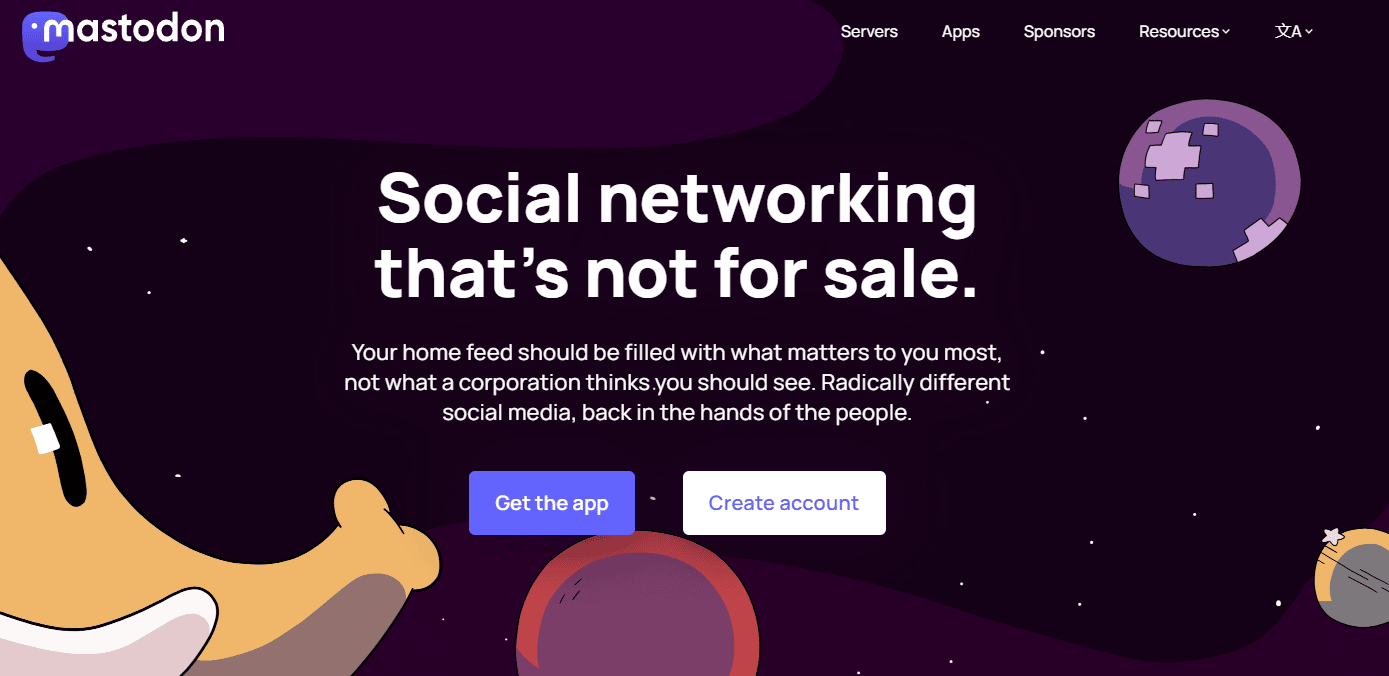 mastodon
Servers Apps Sponsors Resources 文A
Social networking
that’s not for sale.
Your home feed should be filled with what matters to you most,
not what a corporation thinks you should see. Radically different
social media, back in the hands of the people.
Get the app Create account